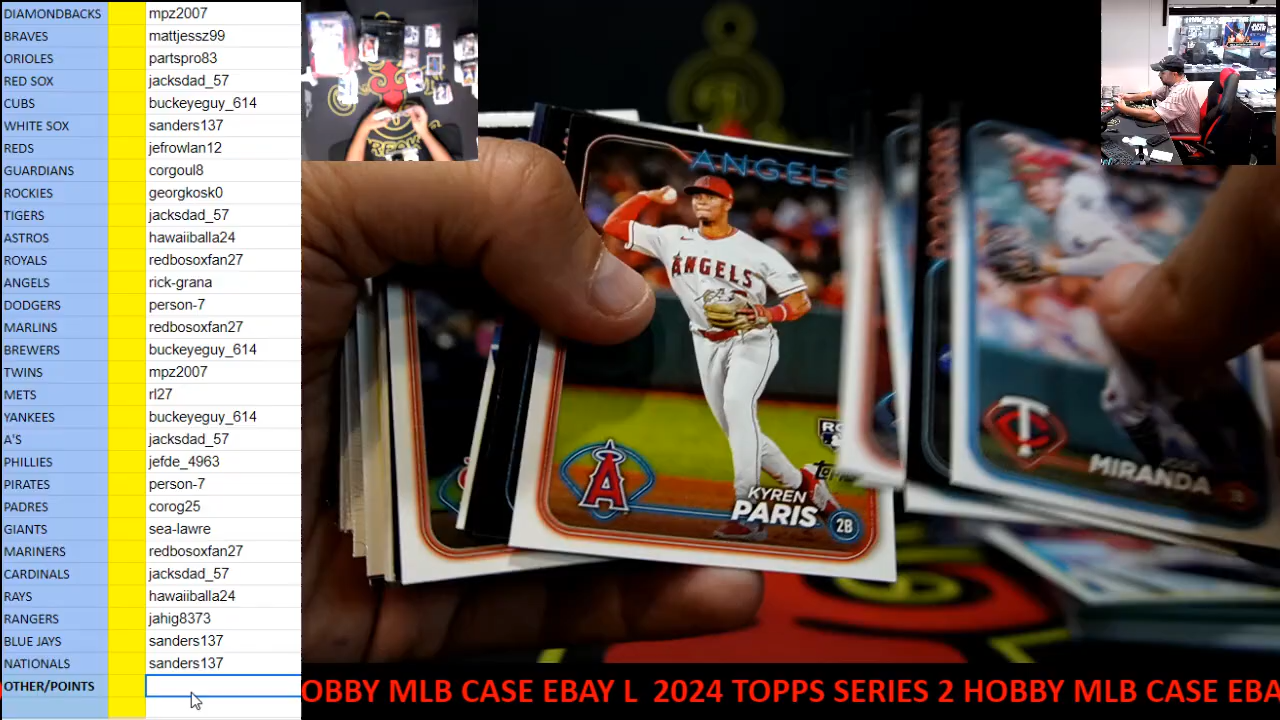 DIAMONDBACKS mpz2007
BRAVES mattjessz99
ORIOLES partspro83
RED SOX jacksdad_57
CUBS buckeyeguy_614
WHITE SOX sanders137
REDS jefrowlan12
GUARDIANS corgoul8
ROCKIES georgkosk0
TIGERS jacksdad_57
ASTROS hawaiiballa24
ROYALS redbosoxfan27
ANGELS rick-grana
DODGERS person-7
MARLINS redbosoxfan27
BREWERS buckeyeguy_614
TWINS mpz2007
METS rl27
YANKEES buckeyeguy_614
A'S jacksdad_57
PHILLIES jefde_4963
PIRATES person-7
PADRES corog25
GIANTS sea-lawre
MARINERS redbosoxfan27
CARDINALS jacksdad_57
RAYS hawaiiballa24
RANGERS jahig8373
BLUE JAYS sanders137
NATIONALS sanders137
OTHER/POINTS
ANGELS
ANGELS
A
KYREN
PARIS
2B
T
C
MIRANDA
OBBY MLB CASE EBAY L 2024 TOPPS SERIES 2 HOBBY MLB CASE EBA